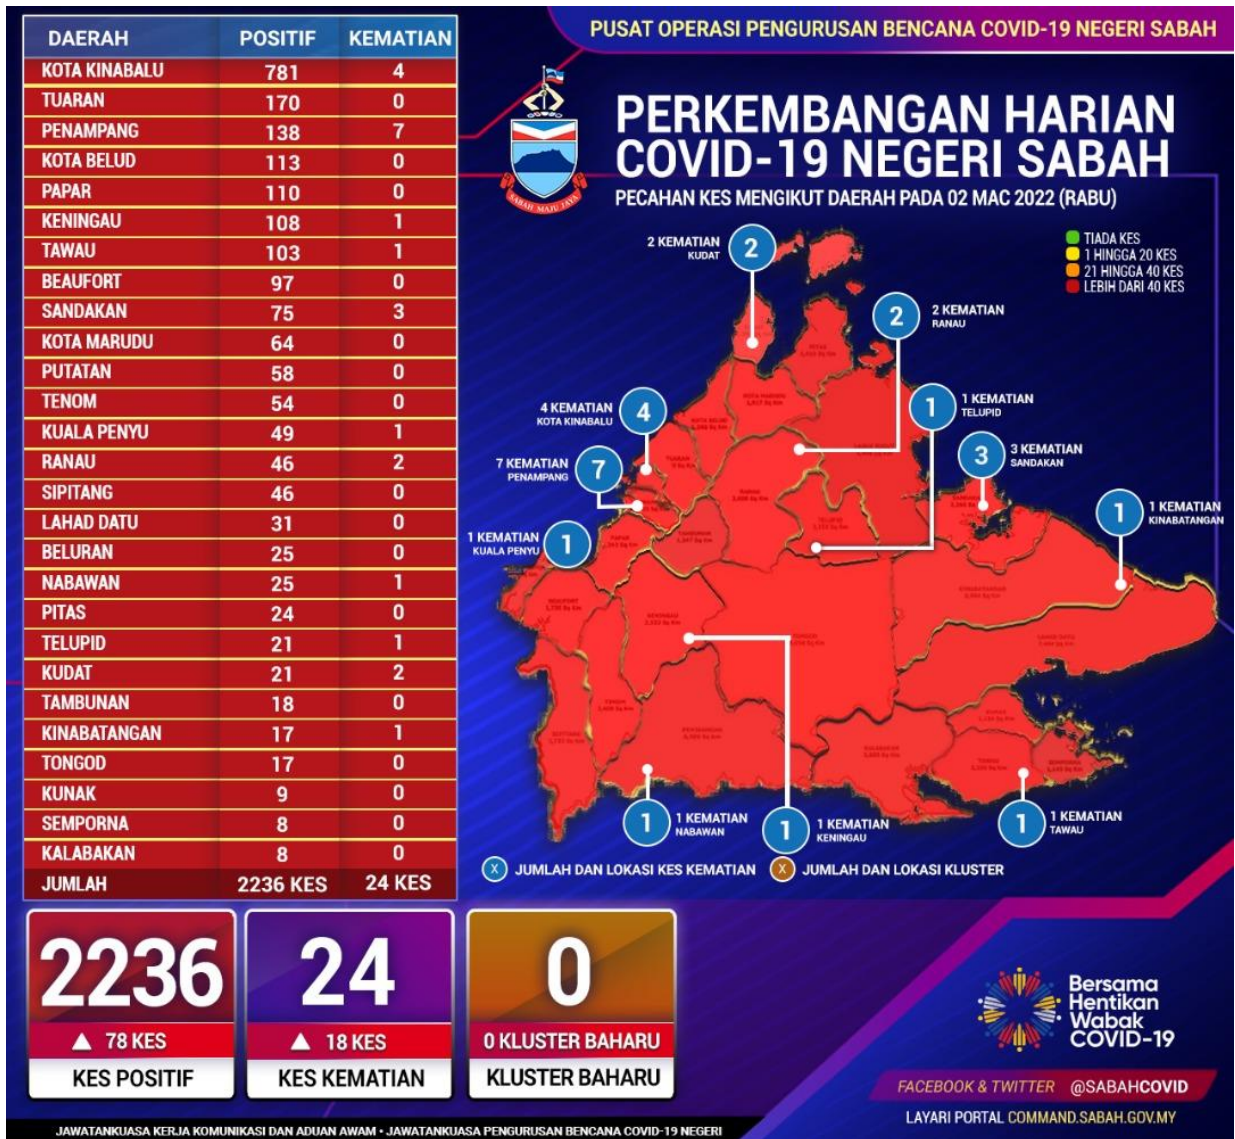 PUSAT OPERASI PENGURUSAN BENCANA COVID-19 NEGERI SABAH
DAERAH POSITIF KEMATIAN
KOTA KINABALU 781 4
TUARAN 170 0
PENAMPANG 138 7
KOTA BELUD 113 0
PAPAR 110 0
KENINGAU 108 1
TAWAU 103 1
BEAUFORT 97 0
SANDAKAN 75 3
KOTA MARUDU 64 0
PUTATAN 58 0
TENOM 54 0
KUALA PENYU 49 1
RANAU 46 2
SIPITANG 46 0
LAHAD DATU 31 0
BELURAN 25 0
NABAWAN 25 1
PITAS 24 0
TELUPID 21 1
KUDAT 21 2
TAMBUNAN 18 0
KINABATANGAN 17 1
TONGOD 17 0
KUNAK 9 0
SEMPORNA 8 0
KALABAKAN 8 0
JUMLAH 2236 KES 24 KES
SABAH MAJU JAYA
PERKEMBANGAN HARIAN
COVID-19 NEGERI SABAH
PECAHAN KES MENGIKUT DAERAH PADA 02 MAC 2022 (RABU)
TIADA KES
1 HINGGA 20 KES
21 HINGGA 40 KES
LEBIH DARI 40 KES
2 KEMATIAN
KUDAT
2
2
2 KEMATIAN
RANAU
4 KEMATIAN
KOTA KINABALU
4
1
1 KEMATIAN
TELUPID
7 KEMATIAN
PENAMPANG
7
3
3 KEMATIAN
SANDAKAN
1 KEMATIAN
KUALA PENYU
1
1
1 KEMATIAN
KINABATANGAN
1
1 KEMATIAN
NABAWAN
1
1 KEMATIAN
KENINGAU
1
1 KEMATIAN
TAWAU
X JUMLAH DAN LOKASI KES KEMATIAN
X JUMLAH DAN LOKASI KLUSTER
2236
▲ 78 KES
KES POSITIF
24
▲ 18 KES
KES KEMATIAN
0
0 KLUSTER BAHARU
KLUSTER BAHARU
Bersama
Hentikan
Wabak
COVID-19
FACEBOOK & TWITTER @SABAHCOVID
LAYARI PORTAL COMMAND.SABAH.GOV.MY
JAWATANKUASA KERJA KOMUNIKASI DAN ADUAN AWAM • JAWATANKUASA PENGURUSAN BENCANA COVID-19 NEGERI